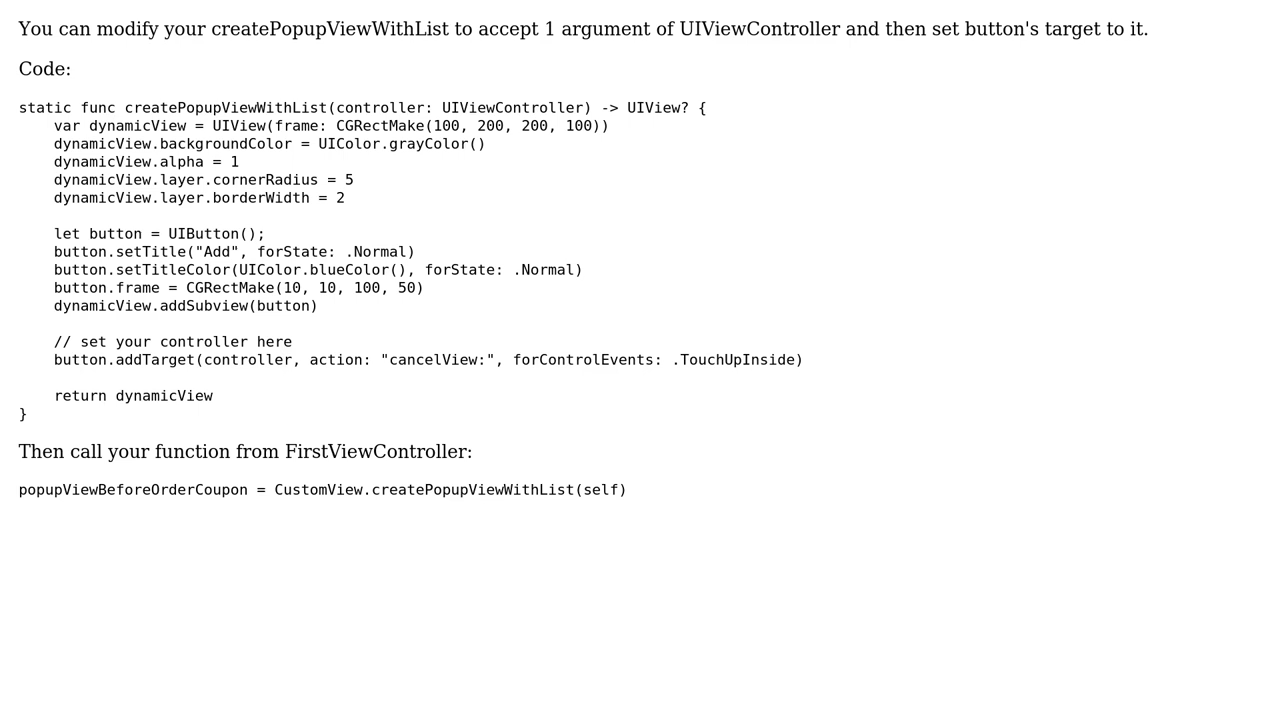 You can modify your createPopupViewWithList to accept 1 argument of UIViewController and then set button's target to it.
Code:
static func createPopupViewWithList(controller: UIViewController) -> UIView? {
    var dynamicView = UIView(frame: CGRectMake(100, 200, 200, 100))
    dynamicView.backgroundColor = UIColor.grayColor()
    dynamicView.alpha = 1
    dynamicView.layer.cornerRadius = 5
    dynamicView.layer.borderWidth = 2

    let button = UIButton();
    button.setTitle("Add", forState: .Normal)
    button.setTitleColor(UIColor.blueColor(), forState: .Normal)
    button.frame = CGRectMake(10, 10, 100, 50)
    dynamicView.addSubview(button)

    // set your controller here
    button.addTarget(controller, action: "cancelView:", forControlEvents: .TouchUpInside)

    return dynamicView
}
Then call your function from FirstViewController:
popupViewBeforeOrderCoupon = CustomView.createPopupViewWithList(self)